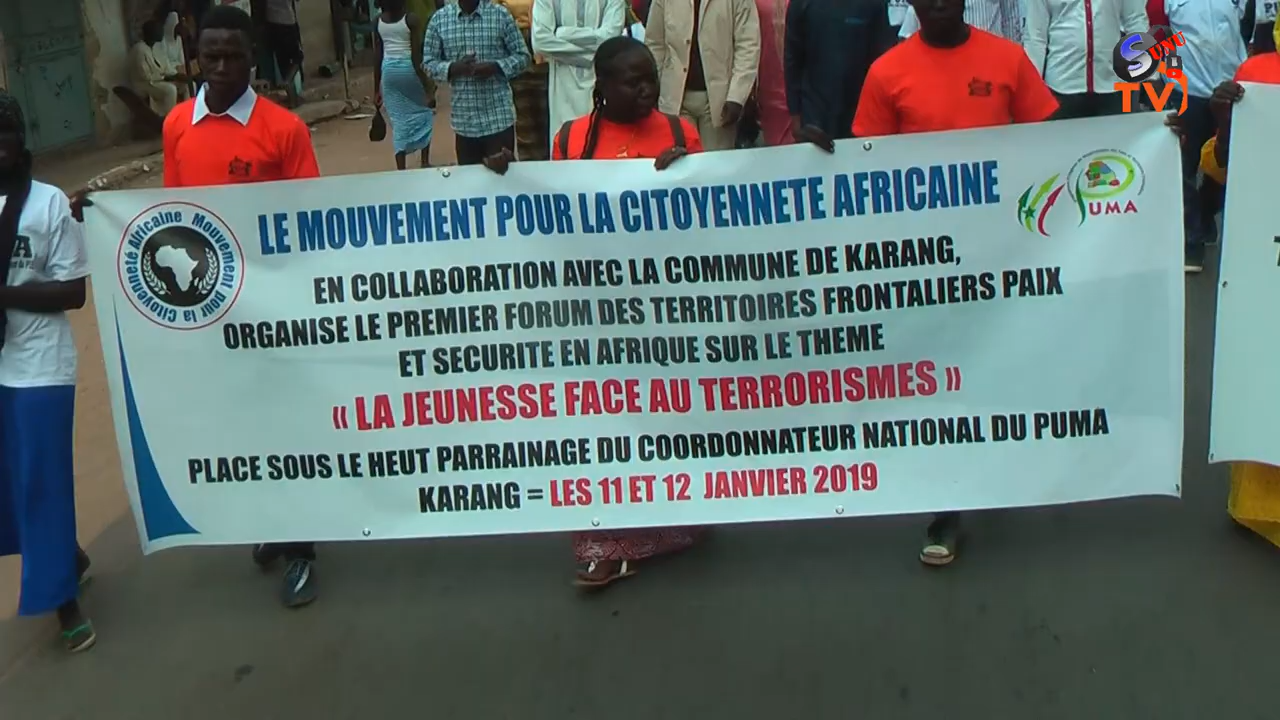 SUNU
TV
LE MOUVEMENT POUR LA CITOYENNETE AFRICAINE
PUMA
Mouvement pour la citoyenneté Africaine
EN COLLABORATION AVEC LA COMMUNE DE KARANG,
ORGANISE LE PREMIER FORUM DES TERRITOIRES FRONTALIERS PAIX
ET SECURITE EN AFRIQUE SUR LE THEME
« LA JEUNESSE FACE AU TERRORISMES »
PLACE SOUS LE HEUT PARRAINAGE DU COORDONNATEUR NATIONAL DU PUMA
KARANG = LES 11 ET 12 JANVIER 2019